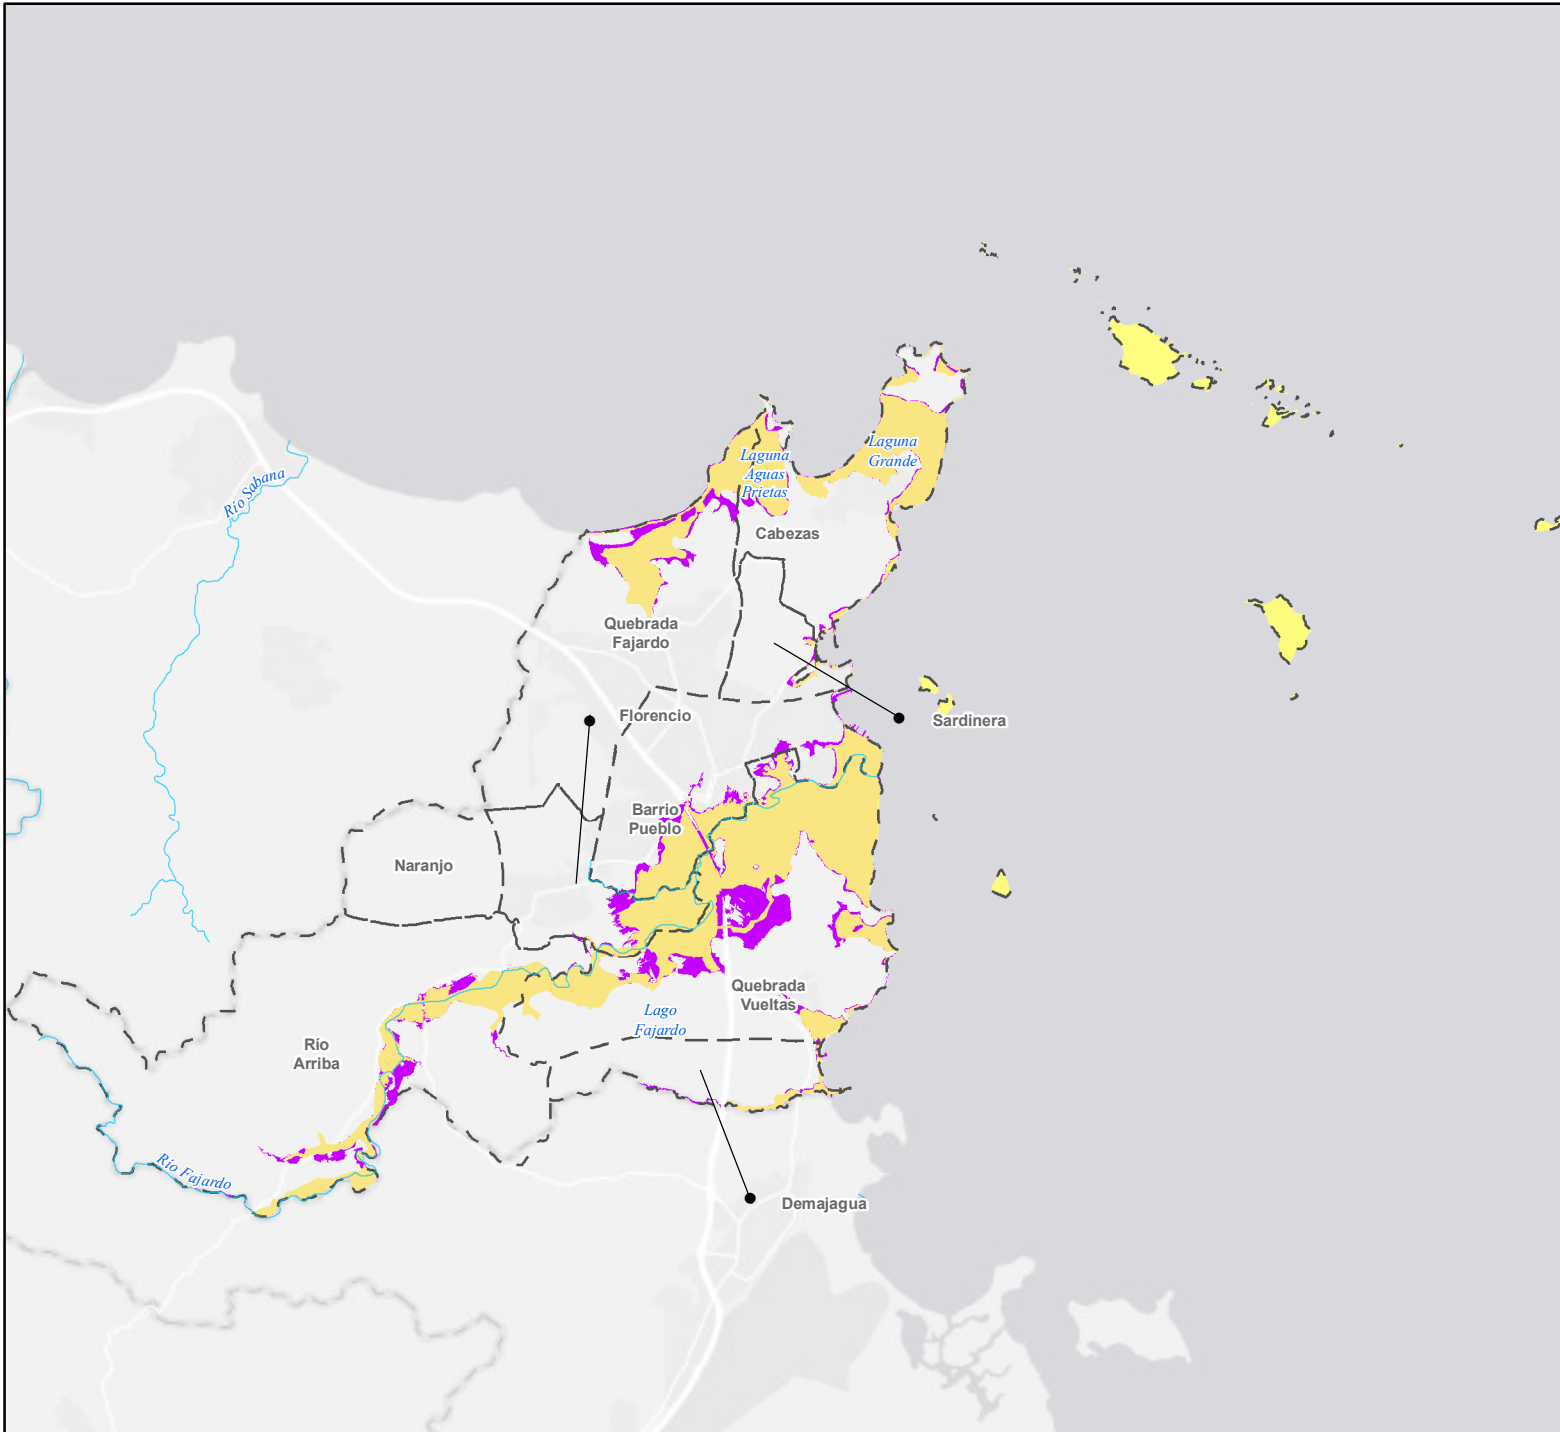 Río Sabana
Laguna
Grande
Laguna
Aguas
Prietas
Cabezas
Quebrada
Fajardo
Florencio
Sardinera
Barrio
Pueblo
Naranjo
Quebrada
Vueltas
Lago
Fajardo
Río
Arriba
Río Fajardo
Demajagua